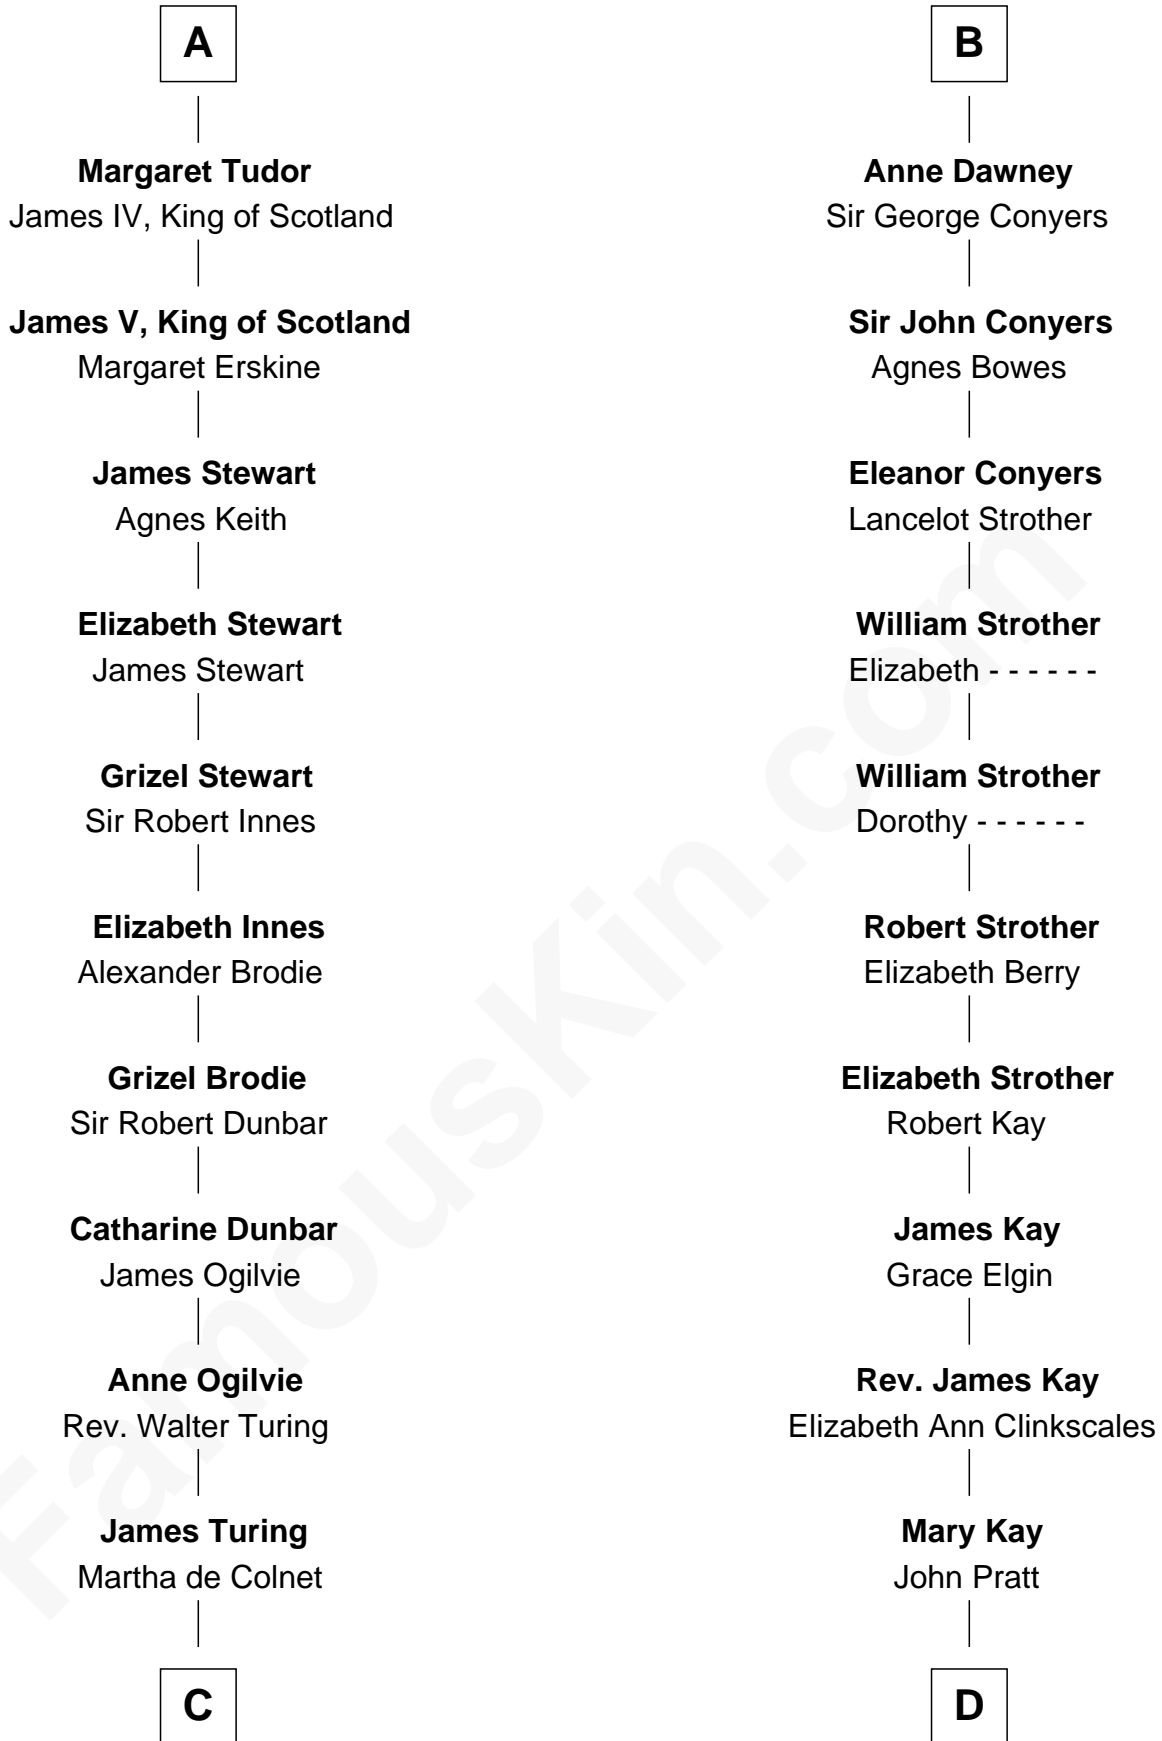 A
Margaret Tudor
James IV, King of Scotland
James V, King of Scotland
Margaret Erskine
James Stewart
Agnes Keith
Elizabeth Stewart
James Stewart
Grizel Stewart
Sir Robert Innes
Elizabeth Innes
Alexander Brodie
Grizel Brodie
Sir Robert Dunbar
Catharine Dunbar
James Ogilvie
Anne Ogilvie
Rev. Walter Turing
James Turing
Martha de Colnet
C
B
Anne Dawney
Sir George Conyers
Sir John Conyers
Agnes Bowes
Eleanor Conyers
Lancelot Strother
William Strother
Elizabeth - - - - - -
William Strother
Dorothy - - - - - -
Robert Strother
Elizabeth Berry
Elizabeth Strother
Robert Kay
James Kay
Grace Elgin
Rev. James Kay
Elizabeth Ann Clinkscales
Mary Kay
John Pratt
D
FamousKin.com